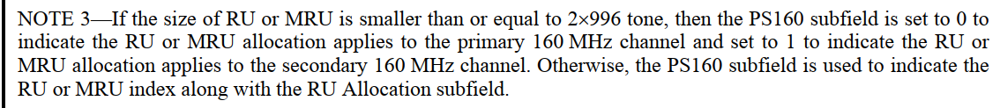 NOTE 3—If the size of RU or MRU is smaller than or equal to 2×996 tone, then the PS160 subfield is set to 0 to
indicate the RU or MRU allocation applies to the primary 160 MHz channel and set to 1 to indicate the RU or
MRU allocation applies to the secondary 160 MHz channel. Otherwise, the PS160 subfield is used to indicate the
RU or MRU index along with the RU Allocation subfield.